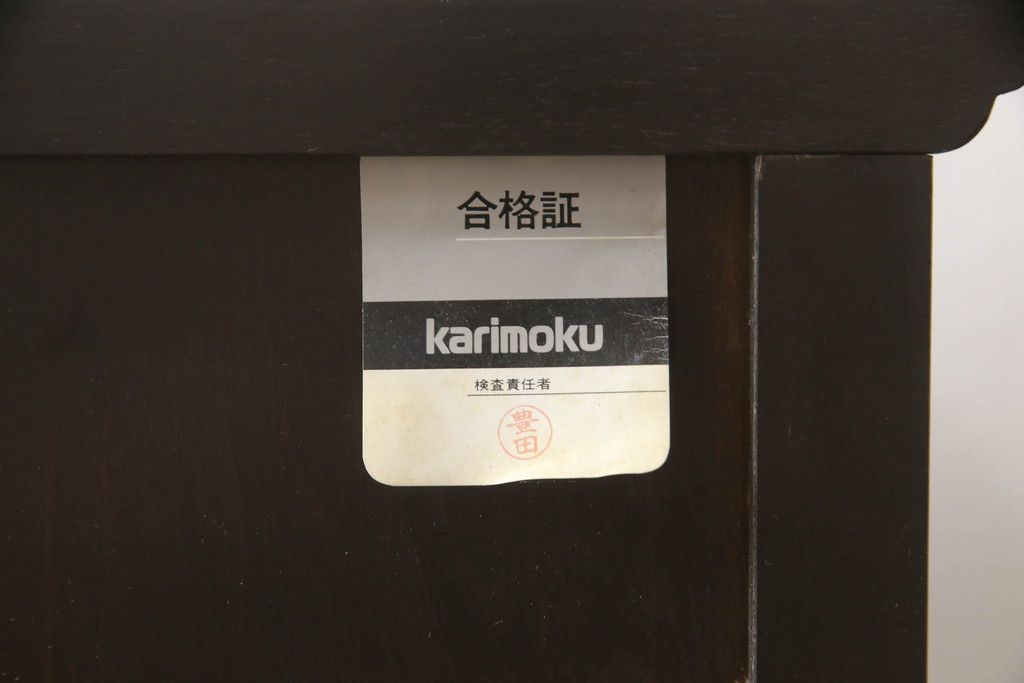 合格証
karimoku
検査責任者
豊田